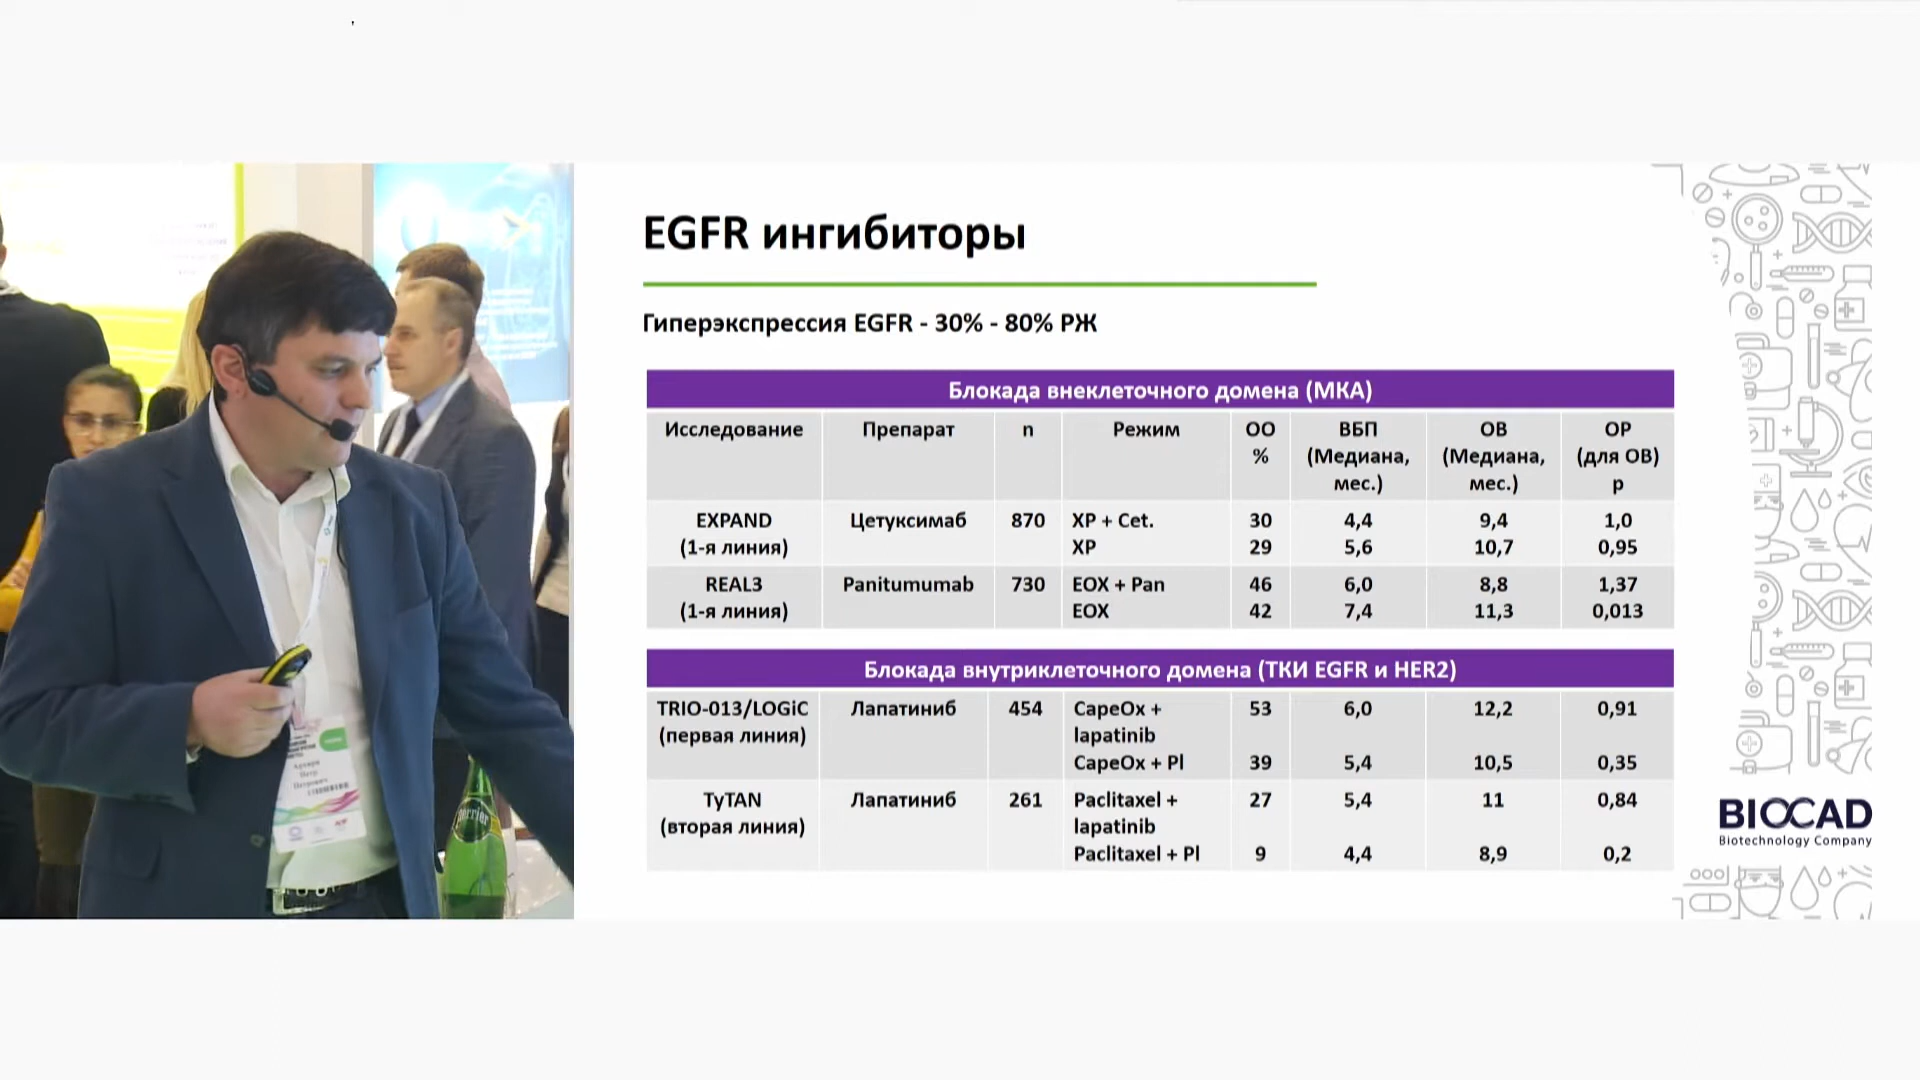 EGFR ингибиторы
Гиперэкспрессия EGFR - 30% - 80% РЖ
Блокада внеклеточного домена (МКА)
Исследование Препарат n Режим ОО % ВБП (Медиана, мес.) ОВ (Медиана, мес.) ОР (для ОВ) р
EXPAND Цетуксимаб 870 XP + Cet. 30 4,4 9,4 1,0
(1-я линия) XP 29 5,6 10,7 0,95
REAL3 Panitumumab 730 EOX + Pan 46 6,0 8,8 1,37
(1-я линия) EOX 42 7,4 11,3 0,013
Блокада внутриклеточного домена (ТКИ EGFR и HER2)
TRIO-013/LOGiC Лапатиниб 454 CapeOx + 53 6,0 12,2 0,91
(первая линия) lapatinib
CapeOx + Pl 39 5,4 10,5 0,35
TyTAN Лапатиниб 261 Paclitaxel + 27 5,4 11 0,84
(вторая линия) lapatinib
Paclitaxel + Pl 9 4,4 8,9 0,2
BIOCAD
Biotechnology Company
Perrier
Петр
Петрович